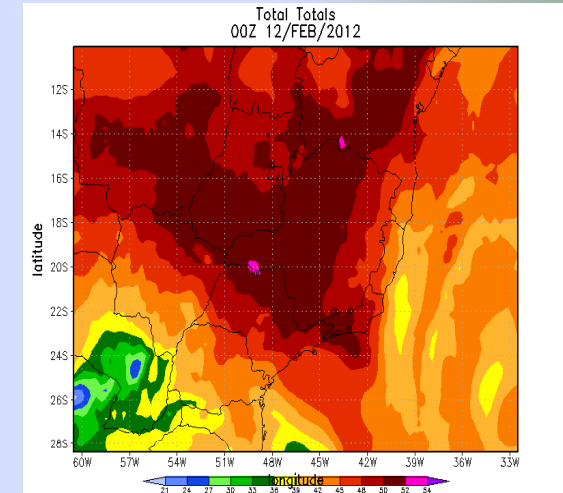 Total Totals
00Z 12/FEB/2012
12S
14S
16S
18S
20S
22S
24S
26S
28S
latitude
60W 57W 54W 51W 48W 45W 42W 39W 36W 33W
longitude
21 24 27 30 33 36 39 42 45 48 50 52 54